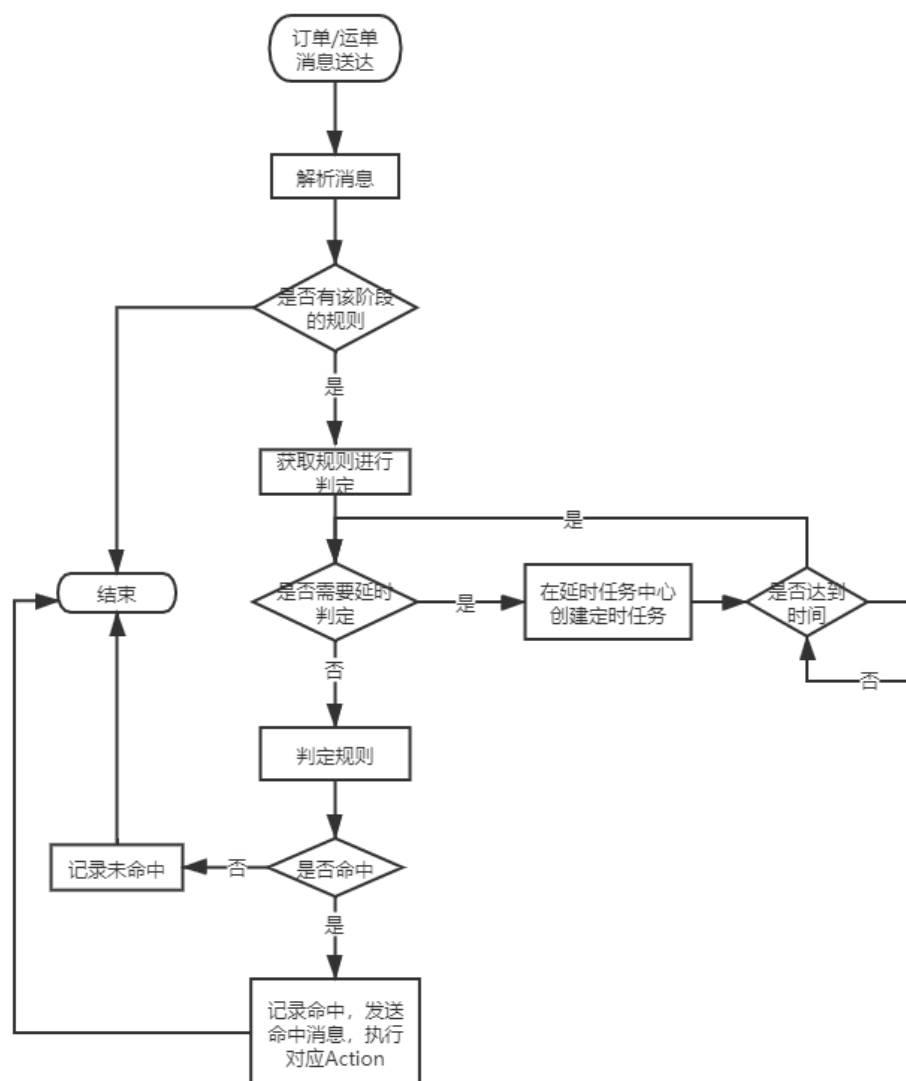 订单/运单
消息送达
解析消息
是否有该阶段
的规则
是
获取规则进行
判定
是
结束
是否需要延时
判定
是
在延时任务中心
创建定时任务
是否达到
时间
否
否
判定规则
记录未命中
否
是否命中
是
记录命中，发送
命中消息，执行
对应Action